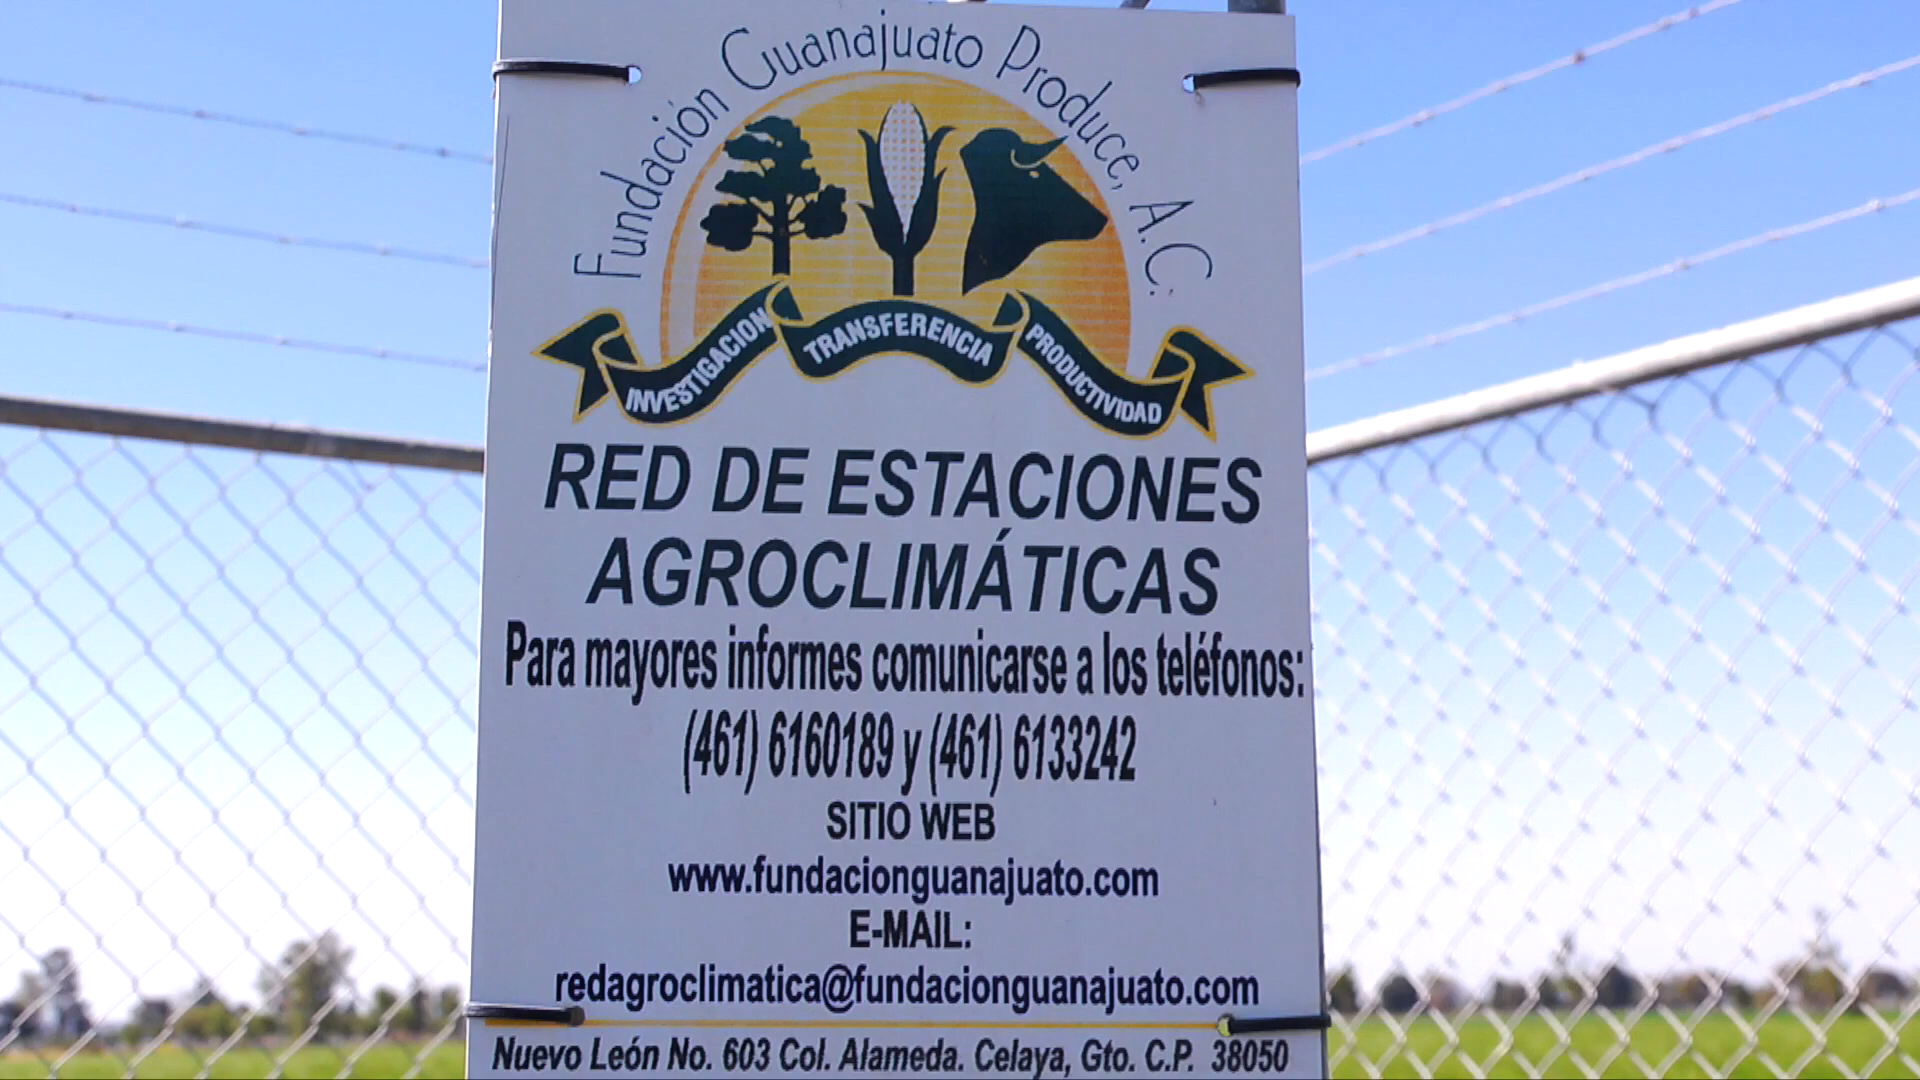 Fundación Guanajuato Produce, A.C.
INVESTIGACION TRANSFERENCIA PRODUCTIVIDAD
RED DE ESTACIONES
AGROCLIMÁTICAS
Para mayores informes comunicarse a los teléfonos:
(461) 6160189 y (461) 6133242
SITIO WEB
www.fundacionguanajuato.com
E-MAIL:
redagroclimatica@fundacionguanajuato.com
Nuevo León No. 603 Col. Alameda. Celaya, Gto. C.P. 38050